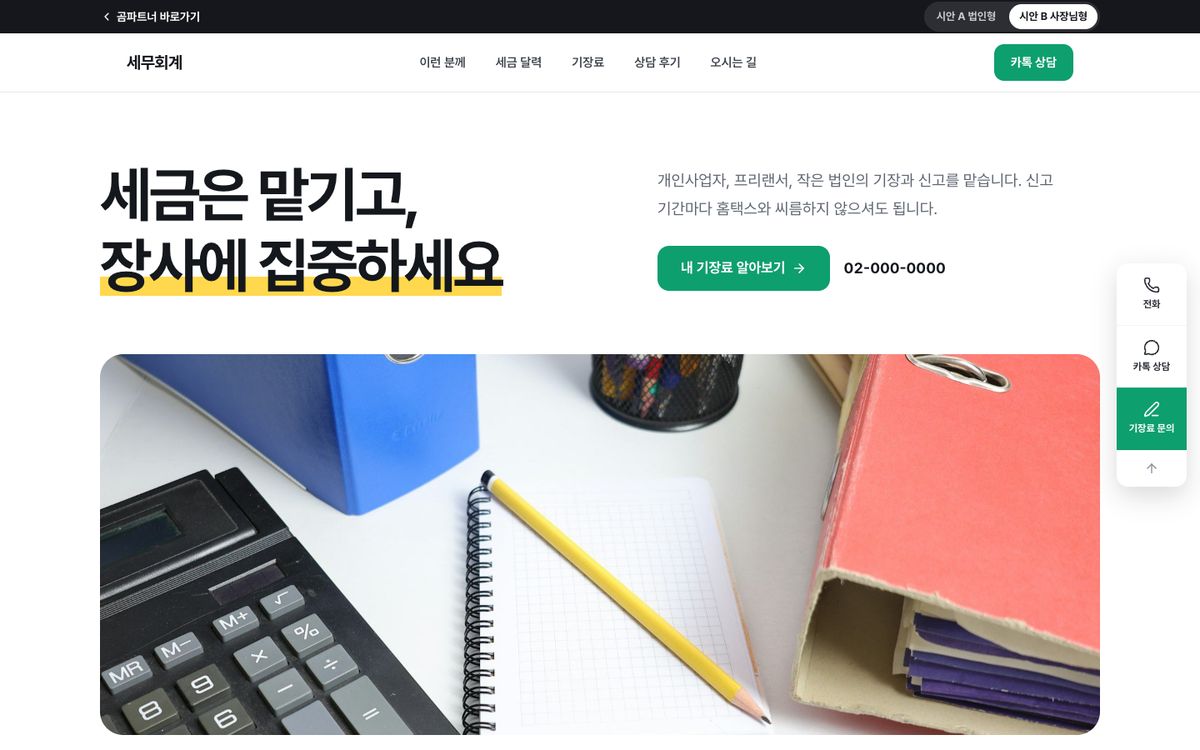 곰파트너 바로가기
시안 A 법인형
시안 B 사장님형
세무회계
이런 분께
세금 달력
기장료
상담 후기
오시는 길
카톡 상담
세금은 맡기고,
장사에 집중하세요
개인사업자, 프리랜서, 작은 법인의 기장과 신고를 맡습니다. 신고
기간마다 홈택스와 씨름하지 않으셔도 됩니다.
내 기장료 알아보기 →
02-000-0000
전화
카톡 상담
기장료 문의
MR
M−
M+
√
%
×
÷
8
9
−
6
=